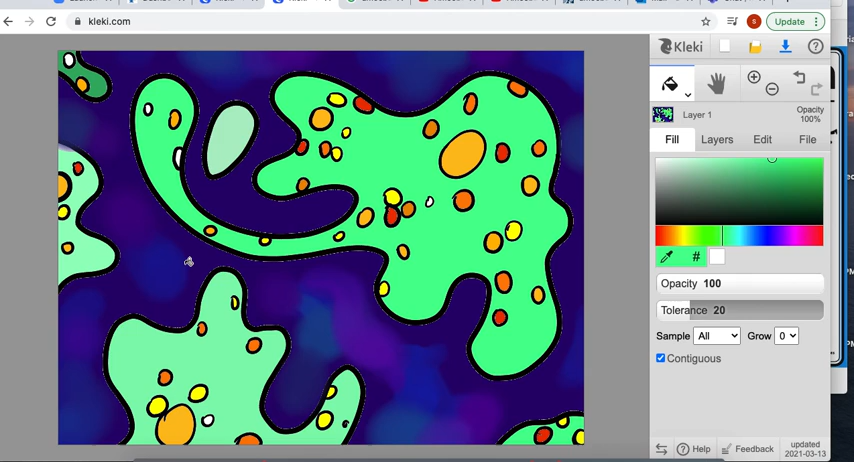 kleki.com
S
Update
Kleki
Layer 1
Opacity
100%
Fill
Layers
Edit
File
#
Opacity 100
Tolerance 20
Sample All Grow 0
Contiguous
Help
Feedback
updated
2021-03-13